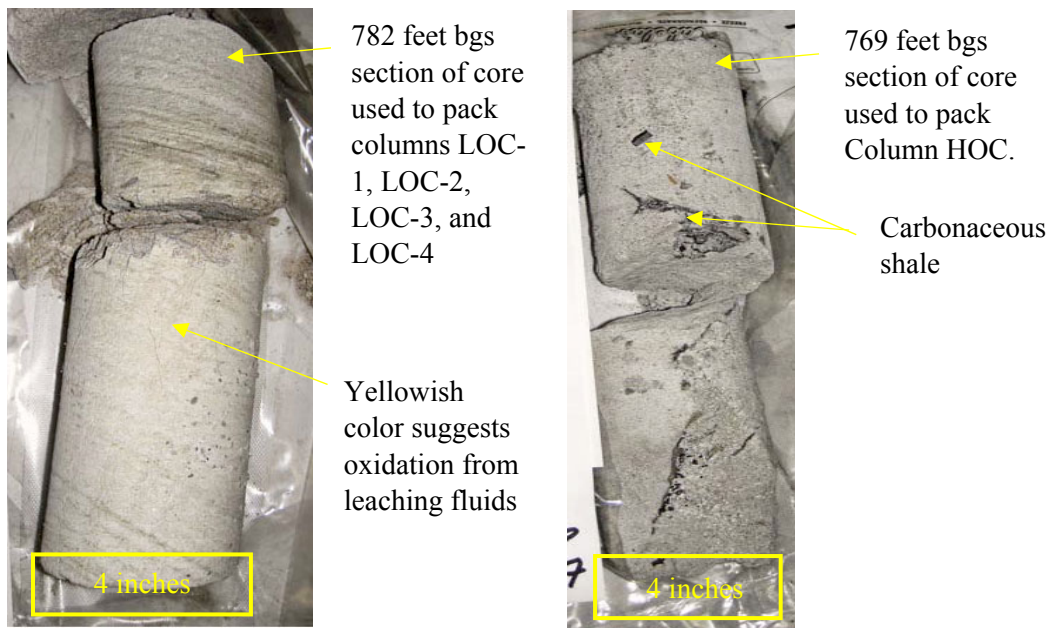 782 feet bgs
section of core
used to pack
columns LOC-
1, LOC-2,
LOC-3, and
LOC-4
Yellowish
color suggests
oxidation from
leaching fluids
4 inches
769 feet bgs
section of core
used to pack
Column HOC.
Carbonaceous
shale
4 inches
7